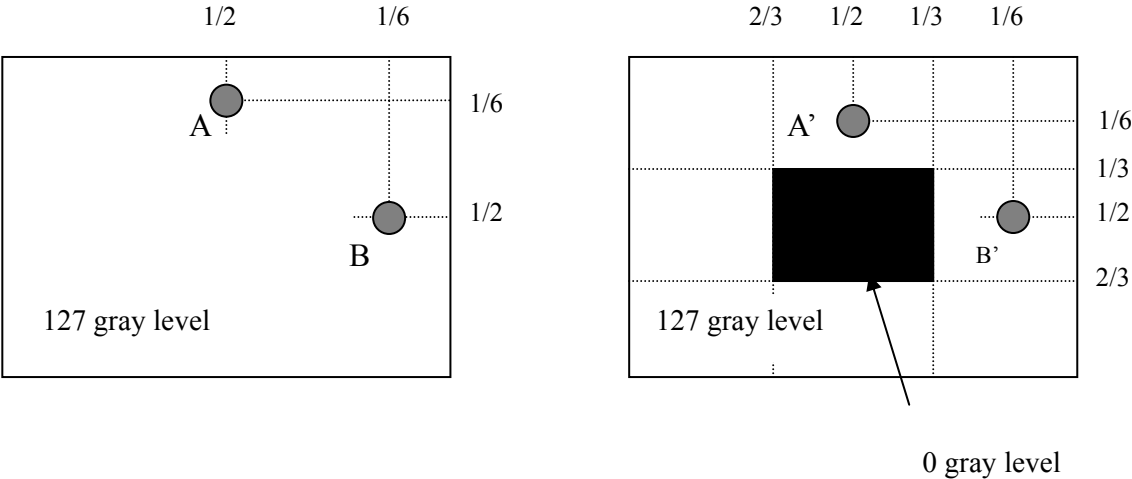 1/2 1/6
1/6
A
1/2
B
127 gray level
2/3 1/2 1/3 1/6
A’ 1/6
1/3
1/2
B’
2/3
127 gray level
0 gray level